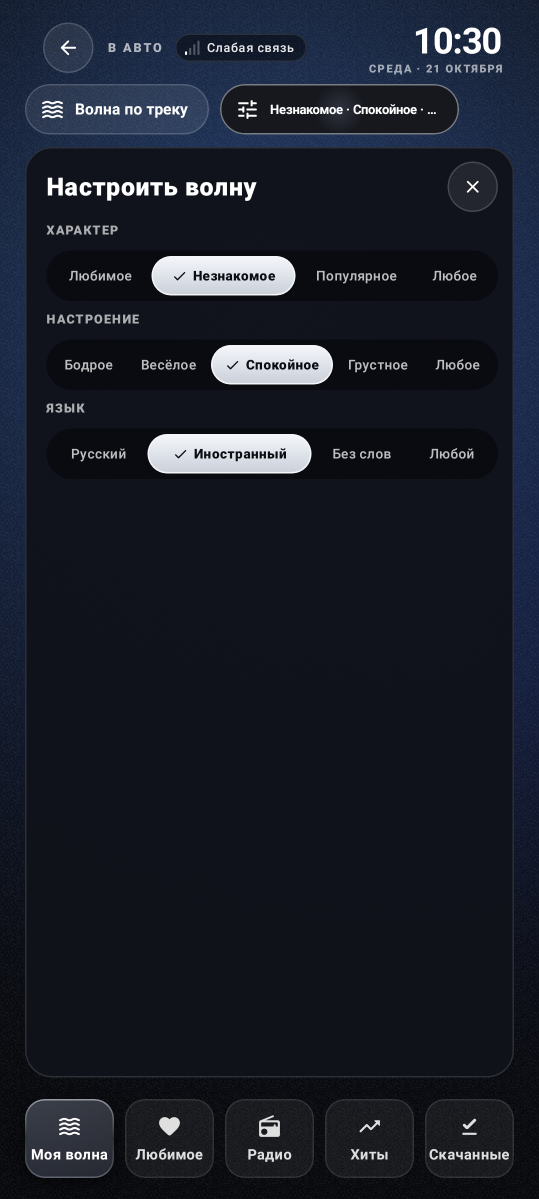 В АВТО
Слабая связь
10:30
СРЕДА · 21 ОКТЯБРЯ
Волна по треку
Незнакомое · Спокойное · ...
Настроить волну
ХАРАКТЕР
Любимое Незнакомое Популярное Любое
НАСТРОЕНИЕ
Бодрое Весёлое Спокойное Грустное Любое
ЯЗЫК
Русский Иностранный Без слов Любой
Моя волна Любимое Радио Хиты Скачанные